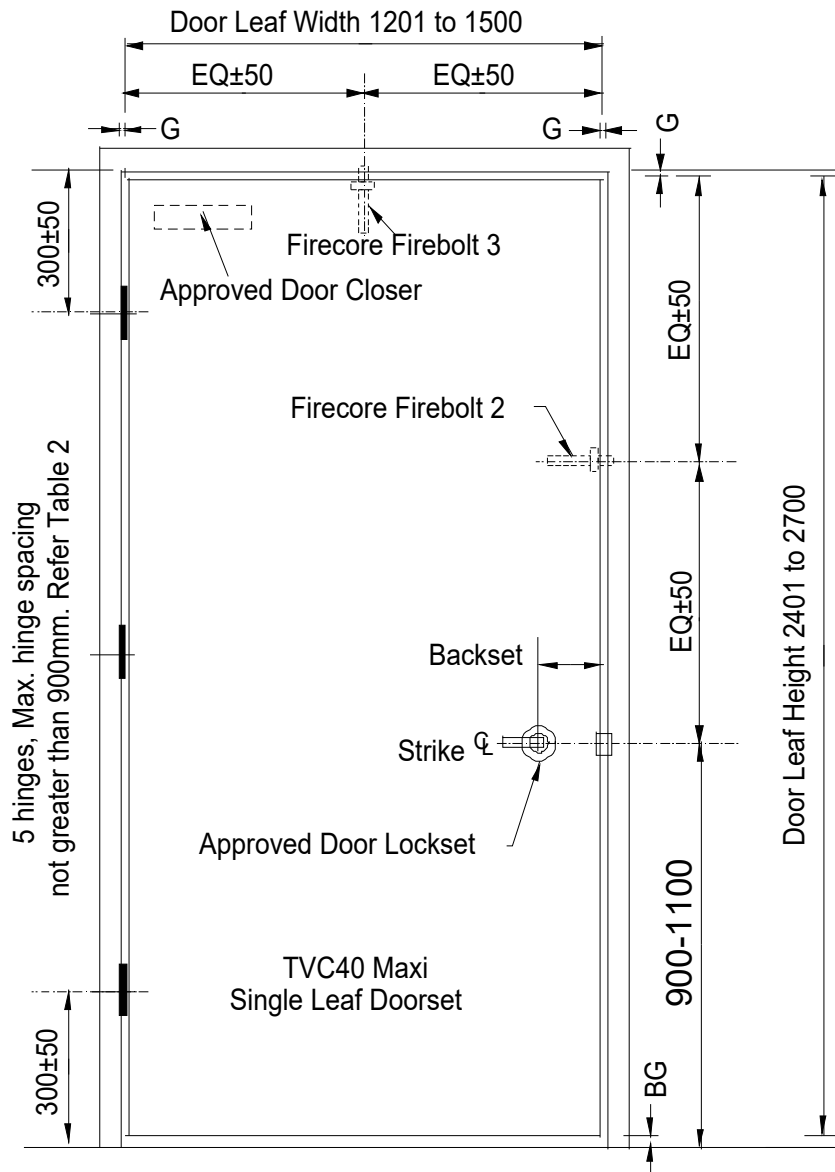 Door Leaf Width 1201 to 1500
EQ±50
EQ±50
G
G
G
300±50
Firecore Firebolt 3
Approved Door Closer
EQ±50
Firecore Firebolt 2
5 hinges, Max. hinge spacing
not greater than 900mm. Refer Table 2
Door Leaf Height 2401 to 2700
EQ±50
Backset
Strike ℄
Approved Door Lockset
900-1100
TVC40 Maxi
Single Leaf Doorset
300±50
BG